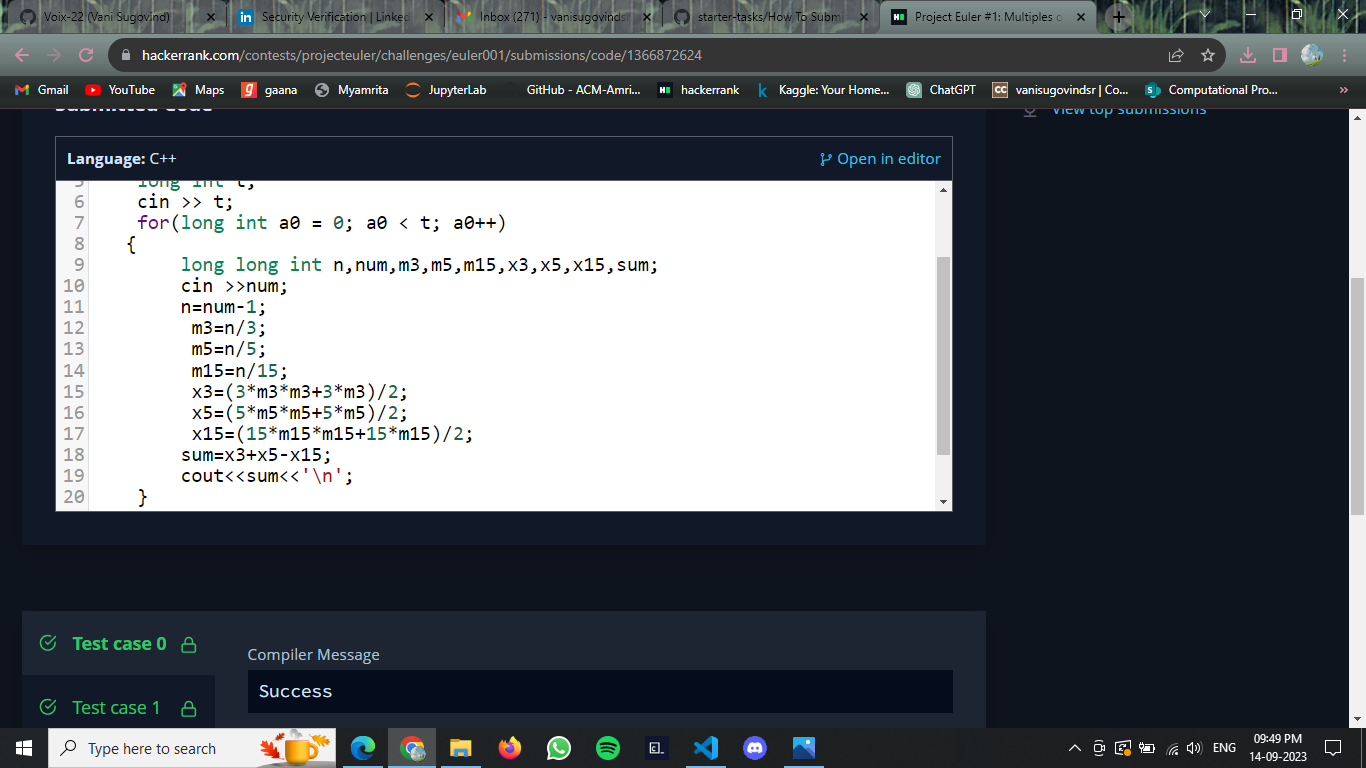 Voix-22 (Vani Sugovind)
Security Verification | Linked
Inbox (271) - vanisugovinds
starter-tasks/How To Subm
Project Euler #1: Multiples o
hackerrank.com/contests/projecteuler/challenges/euler001/submissions/code/1366872624
Gmail YouTube Maps gaana Myamrita JupyterLab GitHub - ACM-Amri... hackerrank Kaggle: Your Home... ChatGPT vanisugovindsr | Co... Computational Pro... »
Submitted Code
View top submissions
Language: C++
Open in editor
5 long int t;
6 cin >> t;
7 for(long int a0 = 0; a0 < t; a0++)
8 {
9 long long int n,num,m3,m5,m15,x3,x5,x15,sum;
10 cin >>num;
11 n=num-1;
12 m3=n/3;
13 m5=n/5;
14 m15=n/15;
15 x3=(3*m3*m3+3*m3)/2;
16 x5=(5*m5*m5+5*m5)/2;
17 x15=(15*m15*m15+15*m15)/2;
18 sum=x3+x5-x15;
19 cout<<sum<<'\n';
20 }
Test case 0
Test case 1
Compiler Message
Success
Type here to search
ENG
09:49 PM
14-09-2023